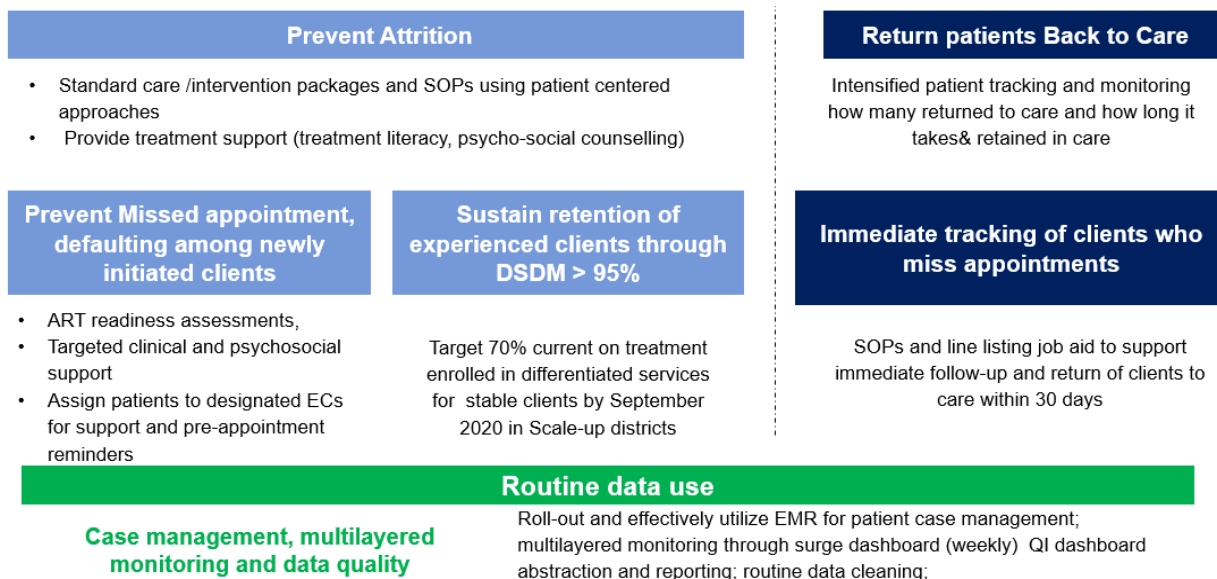 Prevent Attrition
• Standard care /intervention packages and SOPs using patient centered
approaches
• Provide treatment support (treatment literacy, psycho-social counselling)
Return patients Back to Care
Intensified patient tracking and monitoring
how many returned to care and how long it
takes& retained in care
Prevent Missed appointment,
defaulting among newly
initiated clients
• ART readiness assessments,
• Targeted clinical and psychosocial
support
• Assign patients to designated ECs
for support and pre-appointment
reminders
Sustain retention of
experienced clients through
DSDM > 95%
Target 70% current on treatment
enrolled in differentiated services
for stable clients by September
2020 in Scale-up districts
Immediate tracking of clients who
miss appointments
SOPs and line listing job aid to support
immediate follow-up and return of clients to
care within 30 days
Routine data use
Case management, multilayered
monitoring and data quality
Roll-out and effectively utilize EMR for patient case management;
multilayered monitoring through surge dashboard (weekly) QI dashboard
abstraction and reporting; routine data cleaning;